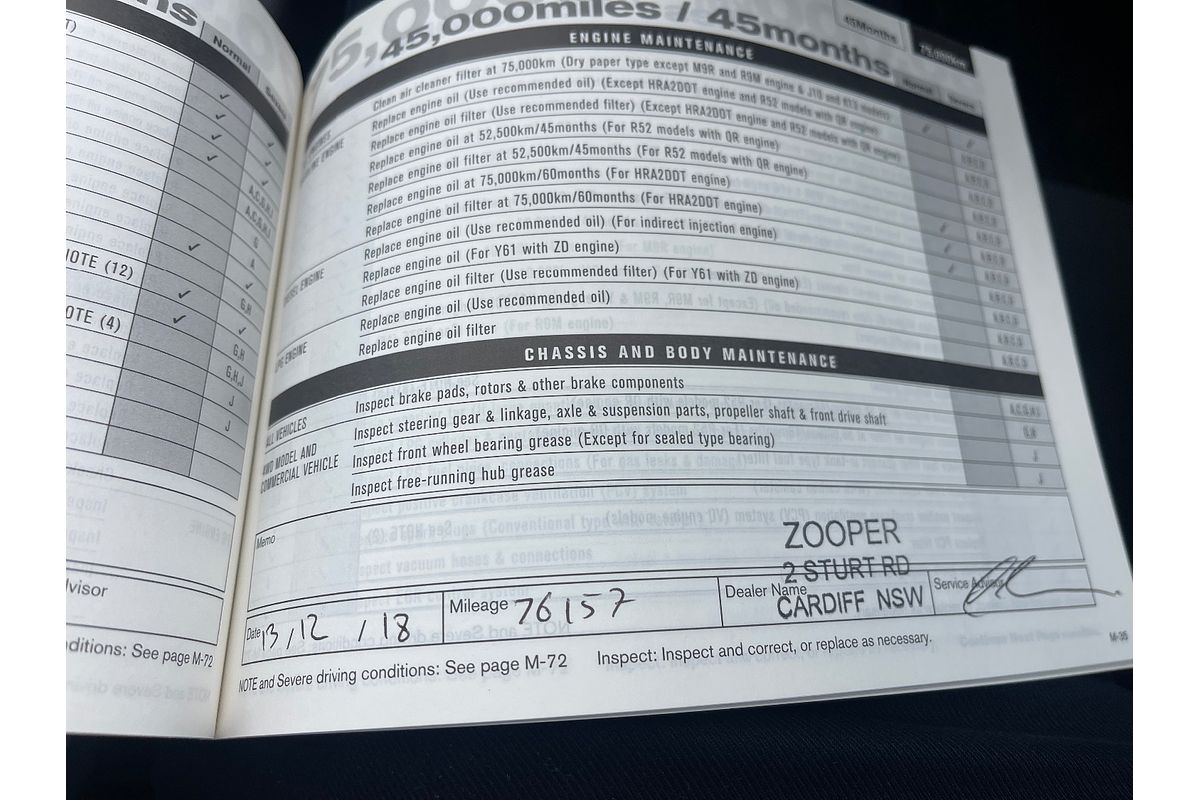 ns
Normal
NOTE (12)
NOTE (4)
A,C,G,H,J
A,C,G,H,J
G
A
G,H
G,H
G,H,J
J
J
Advisor
conditions: See page M-72
45,000miles / 45months
45Months
75,000km
ENGINE MAINTENANCE
Clean air cleaner filter at 75,000km (Dry paper type except M9R and R9M engine & J10 and K13 models)
Replace engine oil (Use recommended oil) (Except HRA2DDT engine and R52 models with QR engine)
Replace engine oil filter (Use recommended filter) (Except HRA2DDT engine and R52 models with QR engine)
Replace engine oil at 52,500km/45months (For R52 models with QR engine)
Replace engine oil filter at 52,500km/45months (For R52 models with QR engine)
Replace engine oil at 75,000km/60months (For HRA2DDT engine)
Replace engine oil filter at 75,000km/60months (For HRA2DDT engine)
Replace engine oil (Use recommended oil) (For indirect injection engine)
Replace engine oil (For Y61 with ZD engine)
Replace engine oil filter (Use recommended filter) (For Y61 with ZD engine)
LPG ENGINE
Replace engine oil (Use recommended oil)
Replace engine oil filter
CHASSIS AND BODY MAINTENANCE
ALL VEHICLES
Inspect brake pads, rotors & other brake components
Inspect steering gear & linkage, axle & suspension parts, propeller shaft & front drive shaft
4WD MODEL AND COMMERCIAL VEHICLE
Inspect front wheel bearing grease (Except for sealed type bearing)
Inspect free-running hub grease
Memo
ZOOPER
2 STURT RD
CARDIFF NSW
Date 13/12/18
Mileage 76157
Dealer Name
Service Advisor
NOTE and Severe driving conditions: See page M-72
Inspect: Inspect and correct, or replace as necessary.
M-35